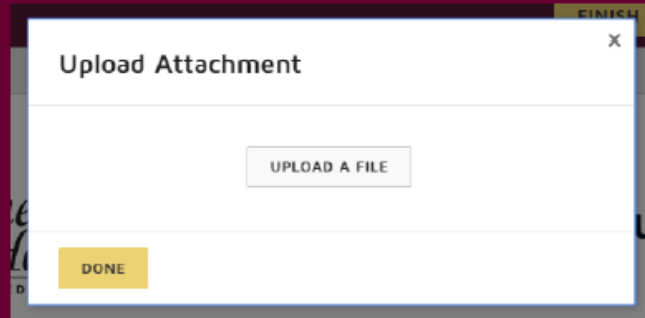 FINISH
X
Upload Attachment
UPLOAD A FILE
DONE